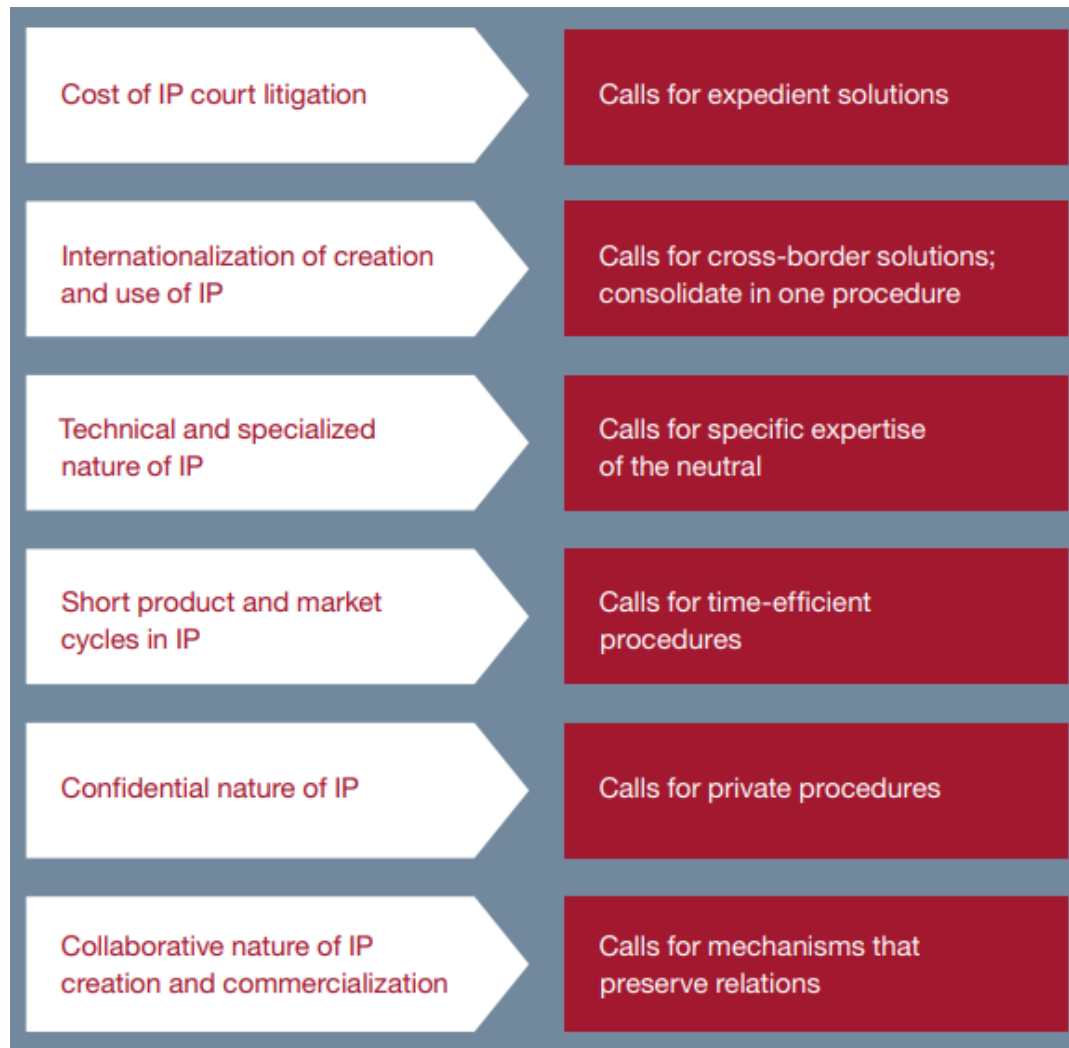 Cost of IP court litigation
Calls for expedient solutions
Internationalization of creation
and use of IP
Calls for cross-border solutions;
consolidate in one procedure
Technical and specialized
nature of IP
Calls for specific expertise
of the neutral
Short product and market
cycles in IP
Calls for time-efficient
procedures
Confidential nature of IP
Calls for private procedures
Collaborative nature of IP
creation and commercialization
Calls for mechanisms that
preserve relations